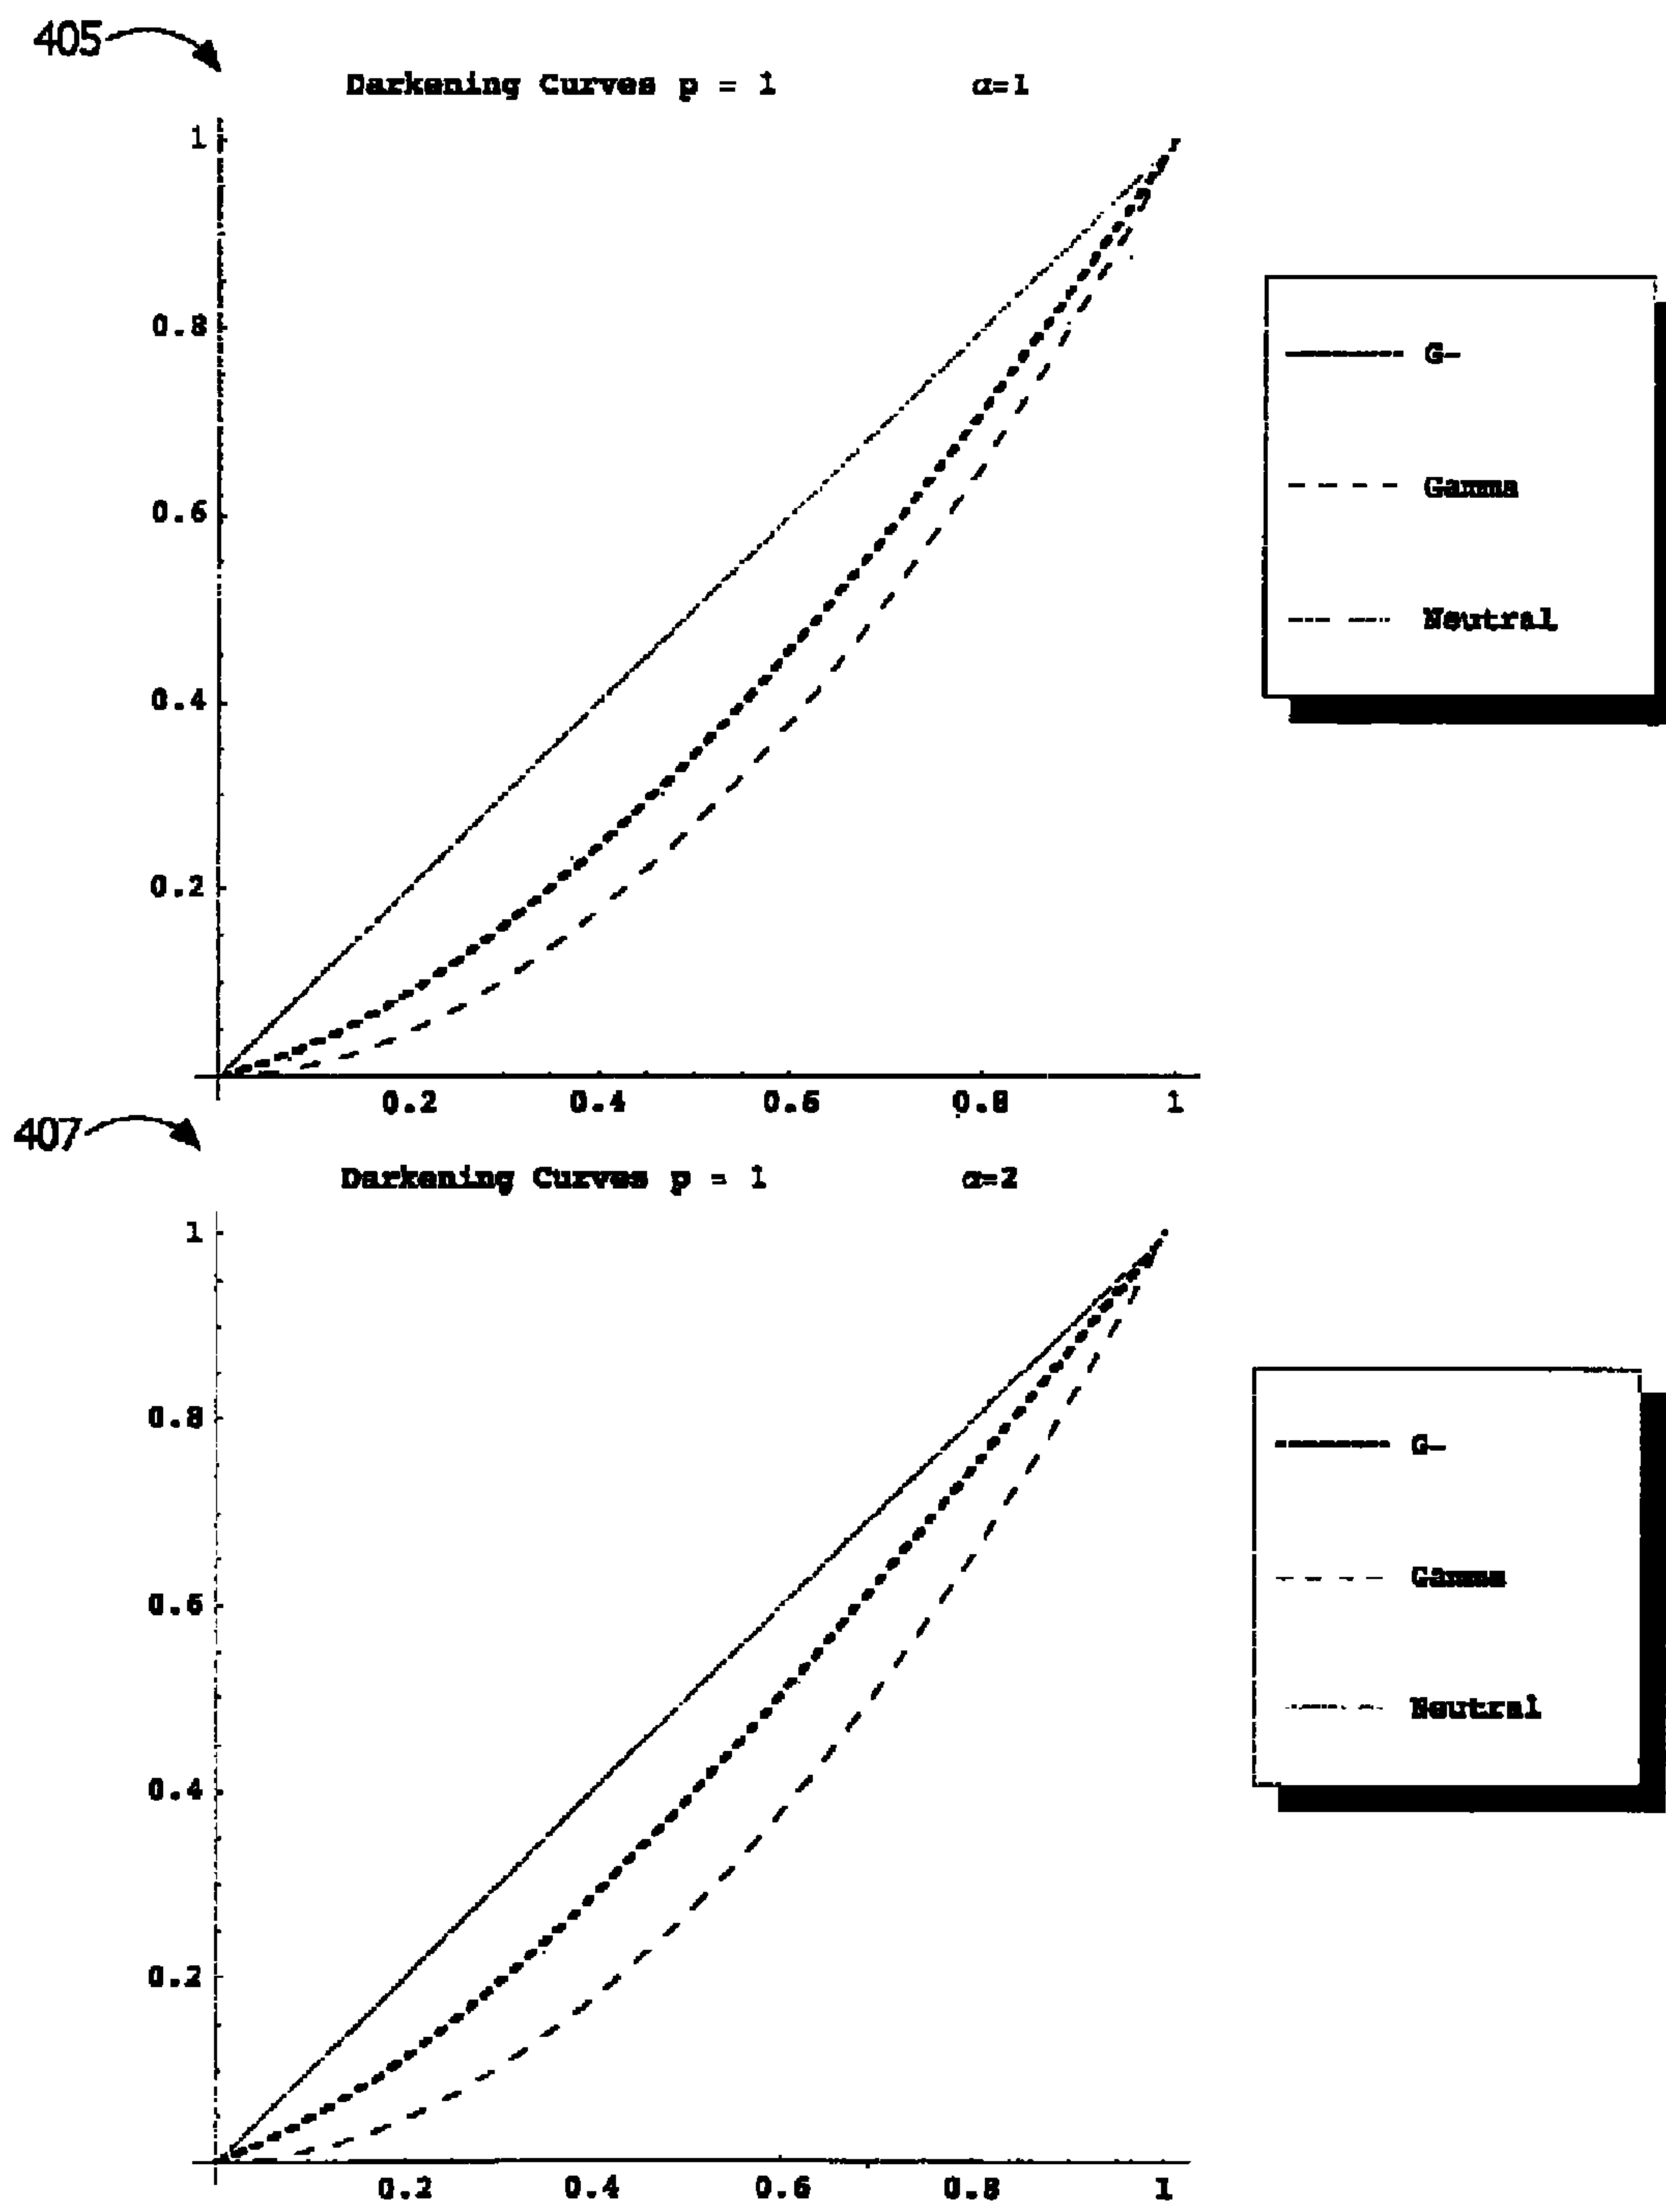 405
Darkening Curves p = 1 α=1
1
0.8
0.6
0.4
0.2
0.2 0.4 0.6 0.8 1
G-
Gamma
Neutral
407
Darkening Curves p = 1 α=2
1
0.8
0.6
0.4
0.2
0.2 0.4 0.6 0.8 1
G-
Gamma
Neutral